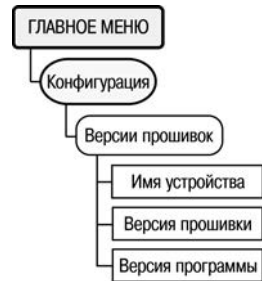 ГЛАВНОЕ МЕНЮ
Конфигурация
Версии прошивок
Имя устройства
Версия прошивки
Версия программы